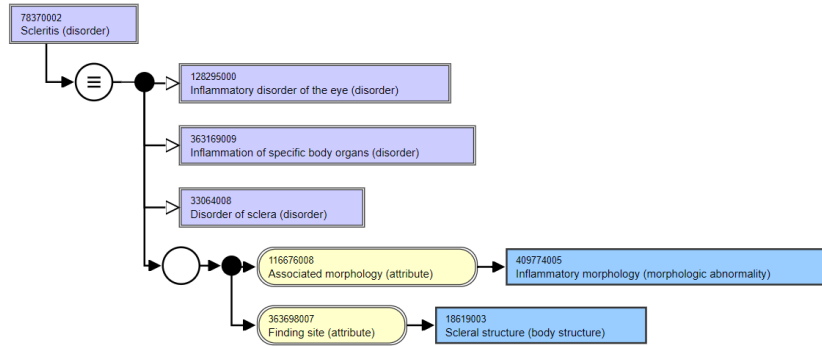 78370002
Scleritis (disorder)
128295000
Inflammatory disorder of the eye (disorder)
363169009
Inflammation of specific body organs (disorder)
33064008
Disorder of sclera (disorder)
116676008
Associated morphology (attribute)
409774005
Inflammatory morphology (morphologic abnormality)
363698007
Finding site (attribute)
18619003
Scleral structure (body structure)